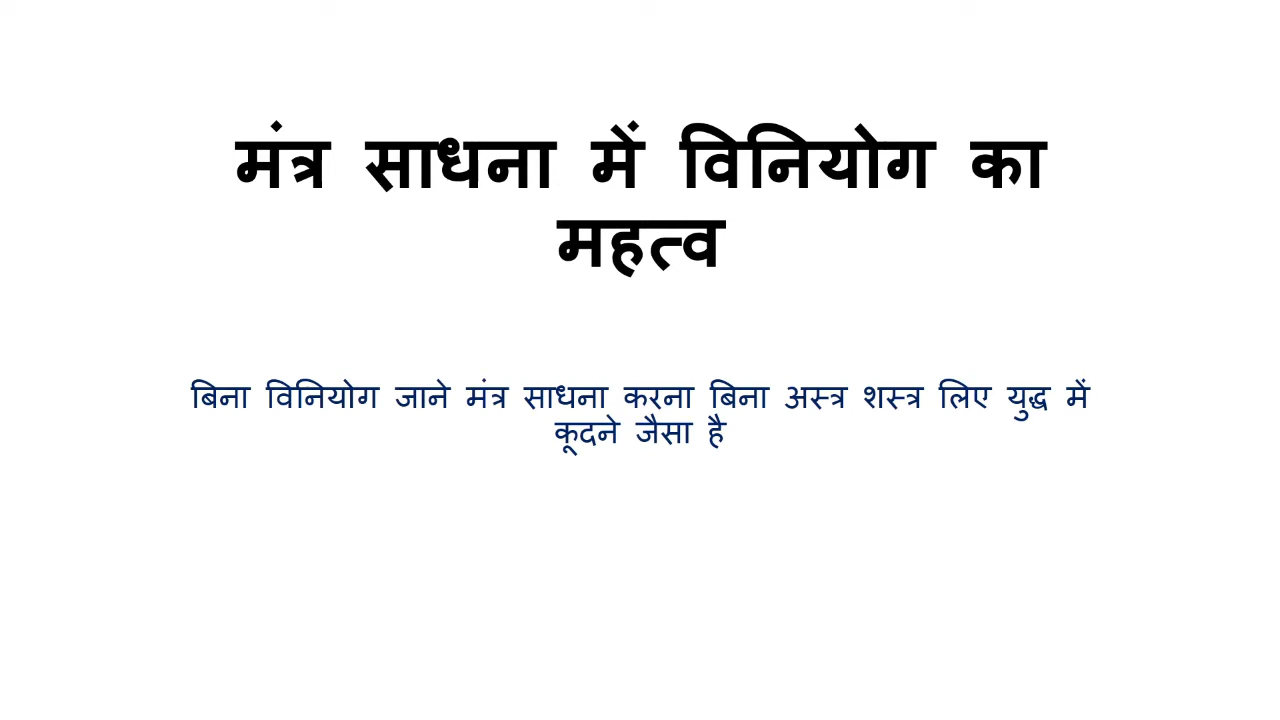 मंत्र साधना में विनियोग का
महत्व
बिना विनियोग जाने मंत्र साधना करना बिना अस्त्र शस्त्र लिए युद्ध में
कूदने जैसा है